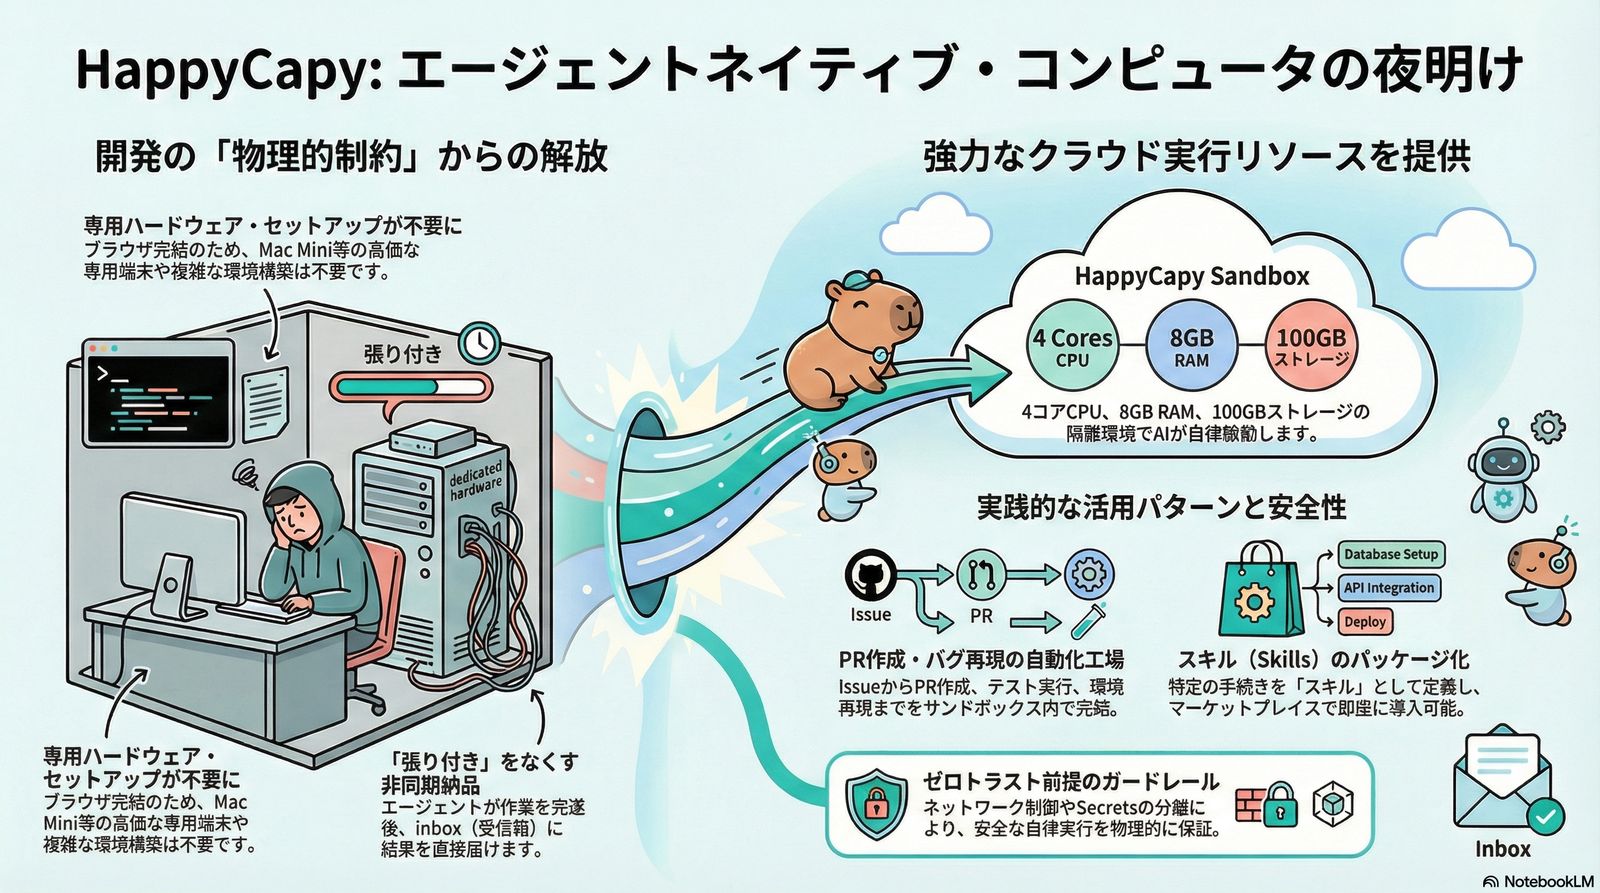 HappyCapy: エージェントネイティブ・コンピュータの夜明け
開発の「物理的制約」からの解放
専用ハードウェア・セットアップが不要に
ブラウザ完結のため、Mac Mini等の高価な
専用端末や複雑な環境構築は不要です。
張り付き
dedicated
hardware
専用ハードウェア・
セットアップが不要に
ブラウザ完結のため、Mac
Mini等の高価な専用端末や
複雑な環境構築は不要です。
「張り付き」をなくす
非同期納品
エージェントが作業を完遂
後、inbox（受信箱）に
結果を直接届けます。
強力なクラウド実行リソースを提供
HappyCapy Sandbox
4 Cores
CPU
8GB
RAM
100GB
ストレージ
4コアCPU、8GB RAM、100GBストレージの
隔離環境でAIが自律稼働します。
実践的な活用パターンと安全性
Issue
PR
PR作成・バグ再現の自動化工場
IssueからPR作成、テスト実行、環境
再現までをサンドボックス内で完結。
Database Setup
API Integration
Deploy
スキル（Skills）のパッケージ化
特定の手続きを「スキル」として定義し、
マーケットプレイスで即座に導入可能。
ゼロトラスト前提のガードレール
ネットワーク制御やSecretsの分離に
より、安全な自律実行を物理的に保証。
Inbox
NotebookLM